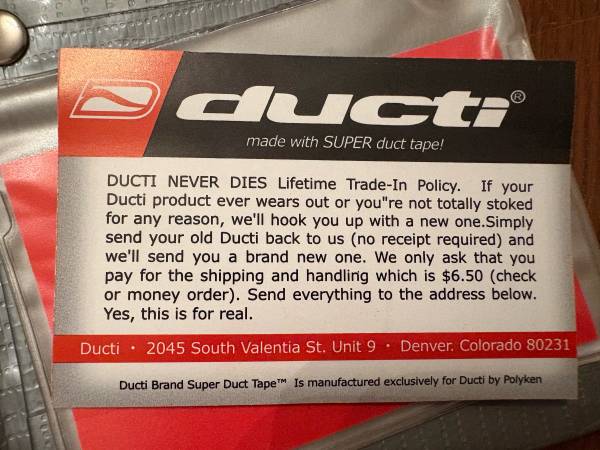 ducti®
made with SUPER duct tape!
DUCTI NEVER DIES Lifetime Trade-In Policy. If your
Ducti product ever wears out or you"re not totally stoked
for any reason, we'll hook you up with a new one.Simply
send your old Ducti back to us (no receipt required) and
we'll send you a brand new one. We only ask that you
pay for the shipping and handling which is $6.50 (check
or money order). Send everything to the address below.
Yes, this is for real.
Ducti · 2045 South Valentia St. Unit 9 · Denver. Colorado 80231
Ducti Brand Super Duct Tape™ Is manufactured exclusively for Ducti by Polyken